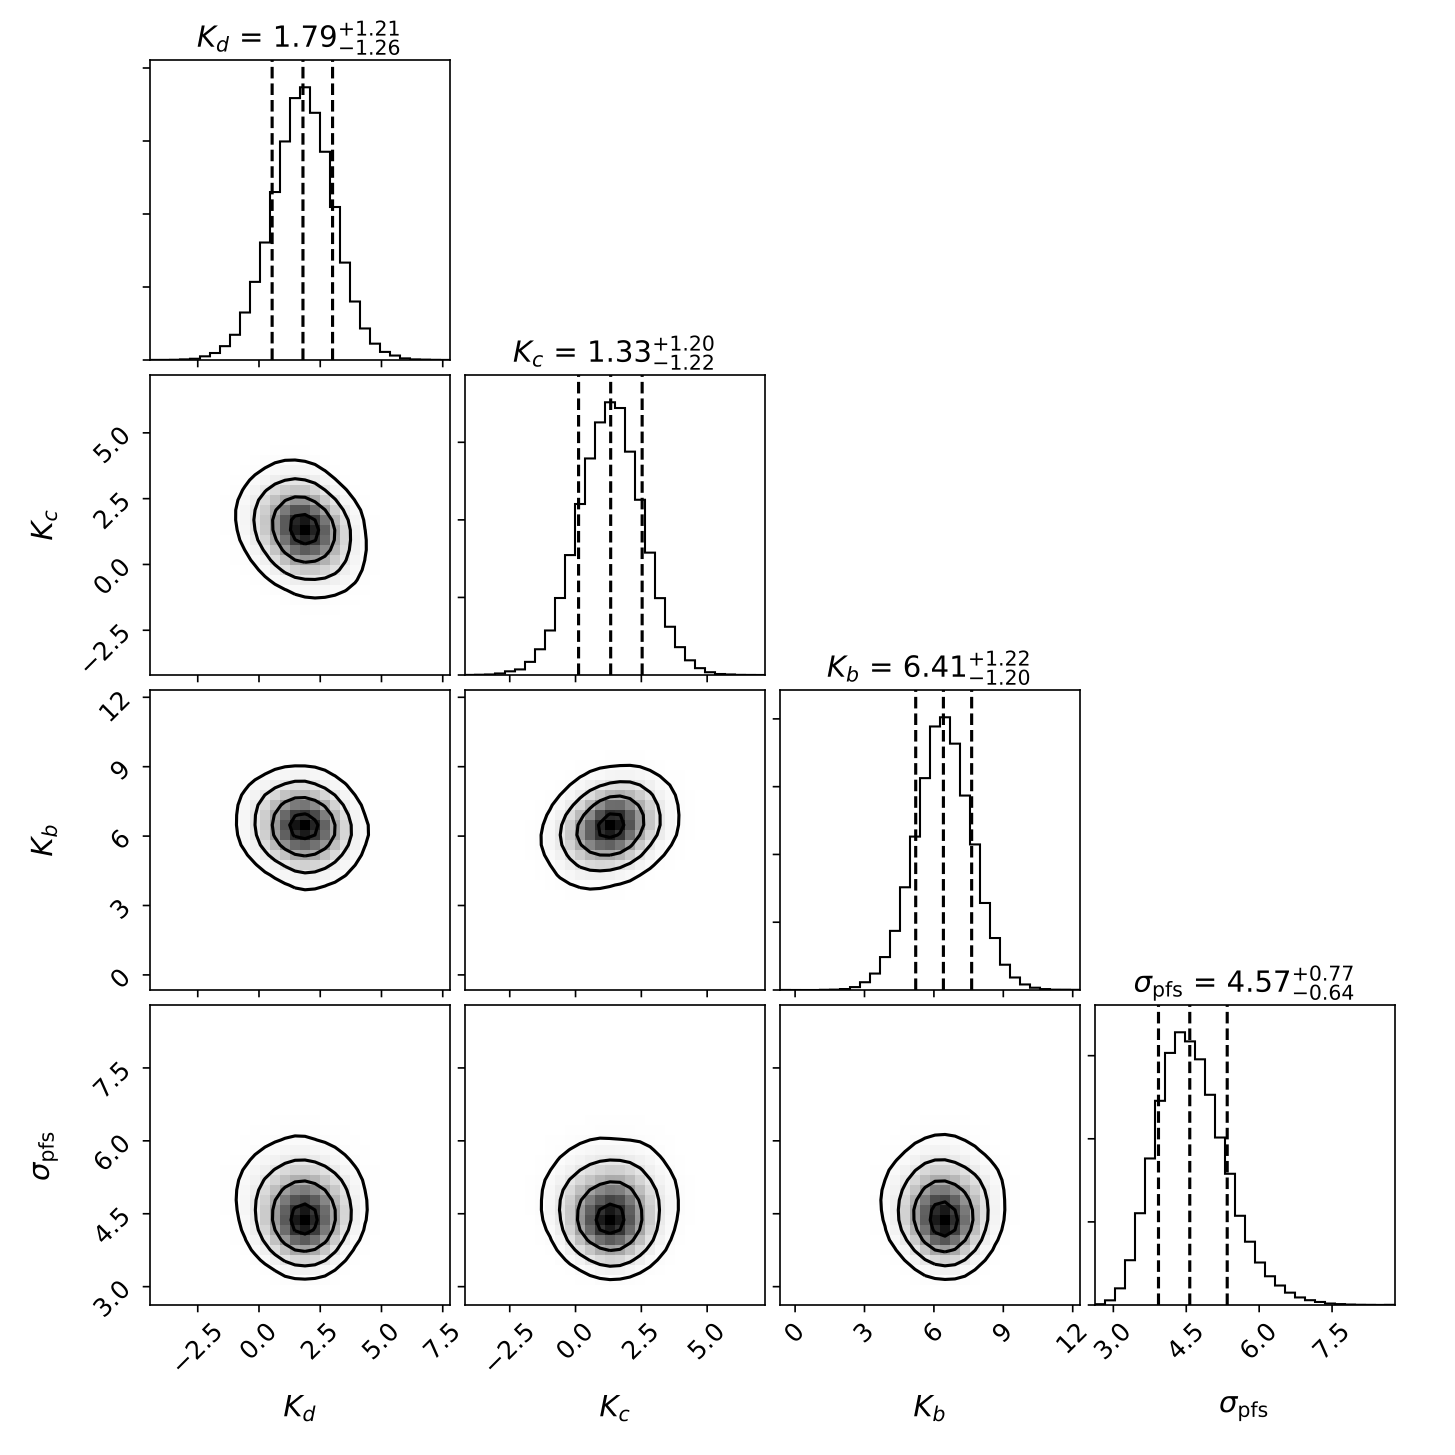 K_d = 1.79^{+1.21}_{-1.26}
K_c = 1.33^{+1.20}_{-1.22}
5.0
2.5
0.0
−2.5
K_c
K_b = 6.41^{+1.22}_{-1.20}
12
9
6
3
0
K_b
σ_pfs = 4.57^{+0.77}_{-0.64}
7.5
6.0
4.5
3.0
σ_pfs
−2.5 0.0 2.5 5.0 7.5 −2.5 0.0 2.5 5.0 0 3 6 9 12 3.0 4.5 6.0 7.5
K_d K_c K_b σ_pfs